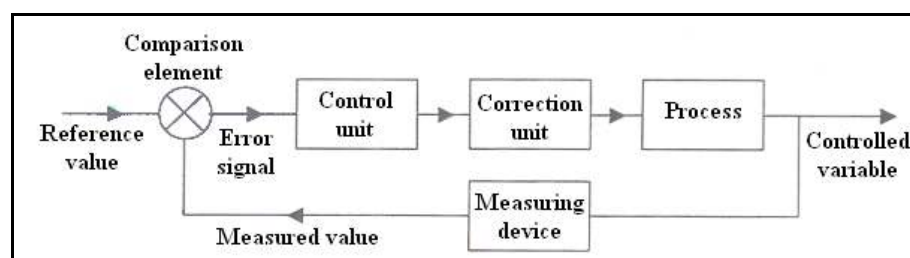 Comparison
element
Reference
value
Error
signal
Control
unit
Correction
unit
Process
Controlled
variable
Measuring
device
Measured value